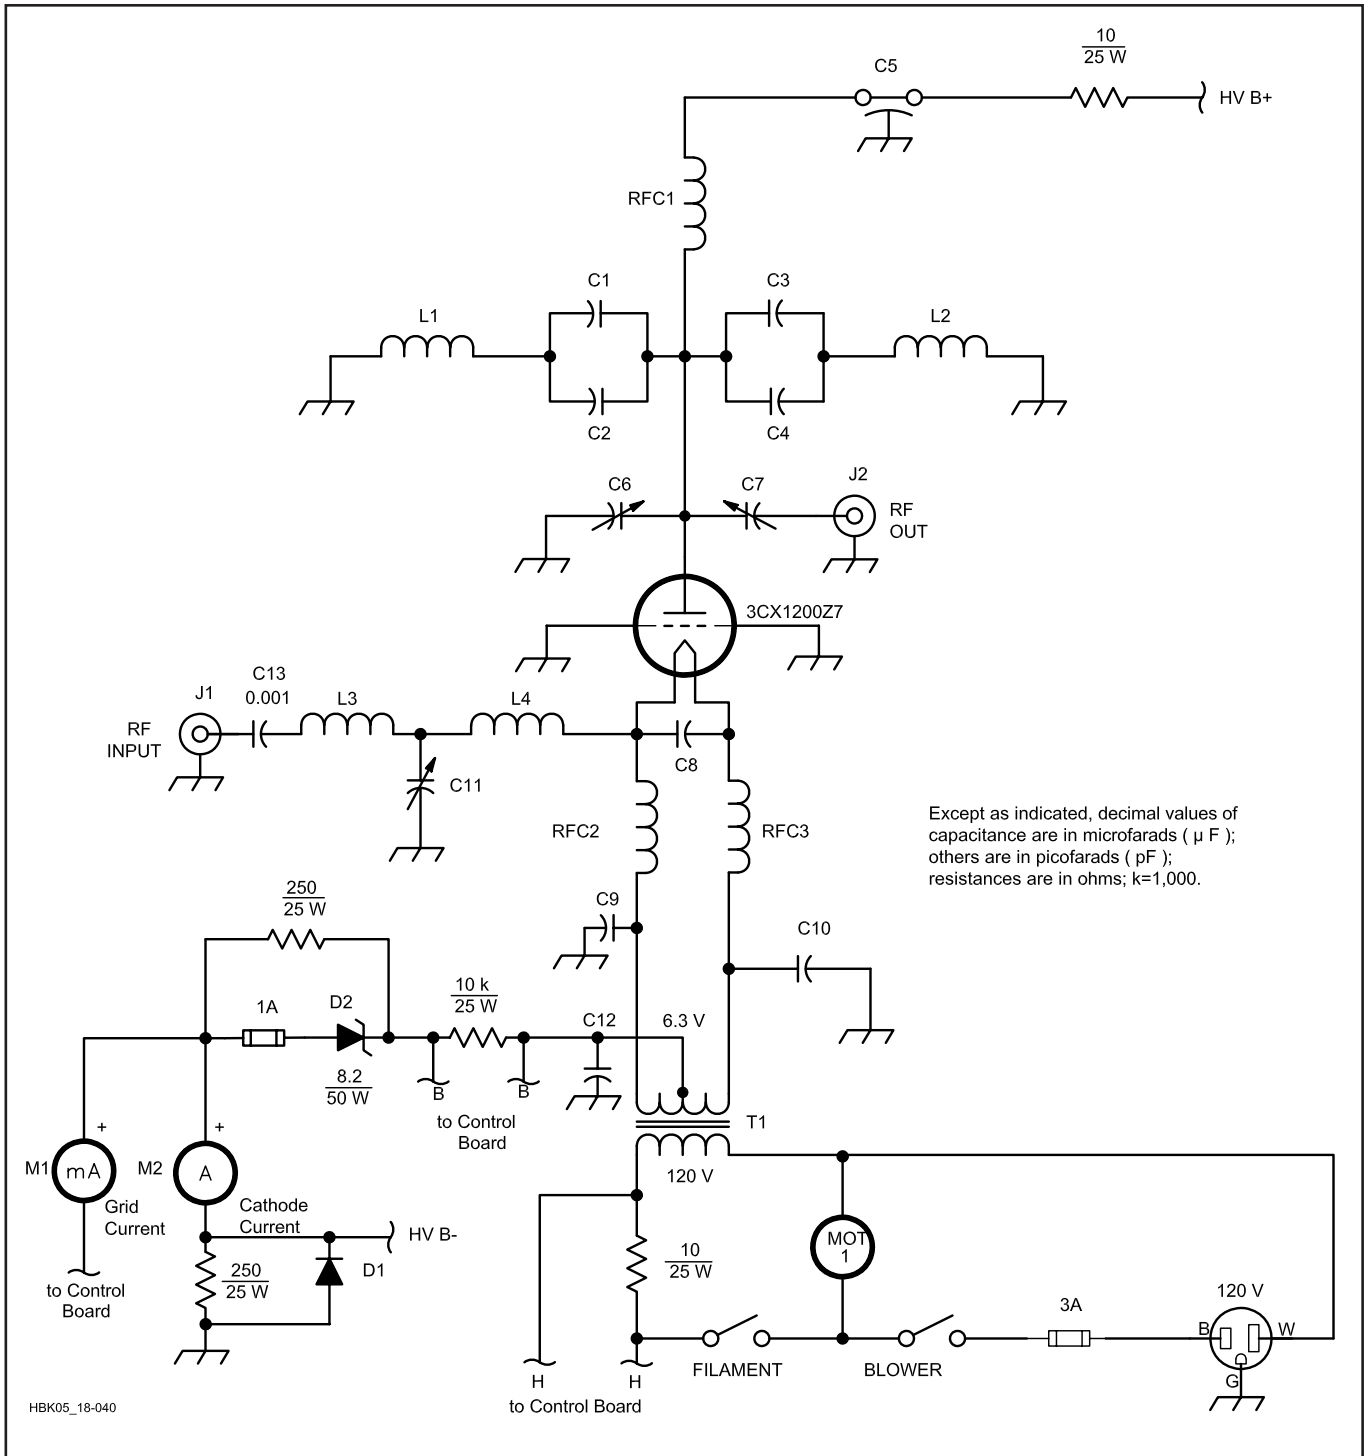 10
25 W
C5
HV B+
RFC1
C1
C3
L1
L2
C2
C4
C6
C7
J2
RF
OUT
3CX1200Z7
C13
0.001
J1
L3
L4
RF
INPUT
C8
C11
RFC2
RFC3
Except as indicated, decimal values of
capacitance are in microfarads ( µ F );
others are in picofarads ( pF );
resistances are in ohms; k=1,000.
250
25 W
C9
C10
1A
D2
10 k
25 W
C12
6.3 V
8.2
50 W
B
B
to Control
Board
T1
+
+
M1
mA
M2
A
120 V
Grid
Current
Cathode
Current
HV B-
MOT
1
10
25 W
250
25 W
D1
to Control
Board
120 V
3A
B
W
FILAMENT
BLOWER
H
H
G
to Control Board
HBK05_18-040